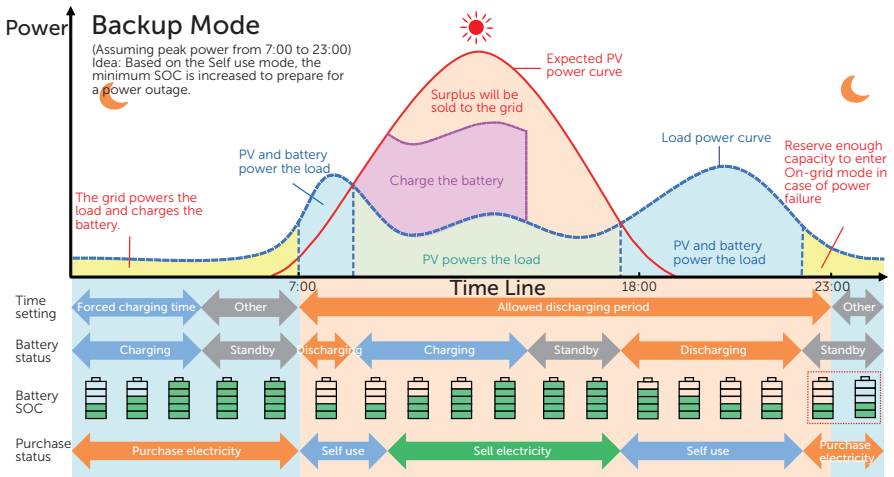 Power
Backup Mode
(Assuming peak power from 7:00 to 23:00)
Idea: Based on the Self use mode, the
minimum SOC is increased to prepare for
a power outage.
Expected PV
power curve
Surplus will be
sold to the grid
PV and battery
power the load
Load power curve
Reserve enough
capacity to enter
On-grid mode in
case of power
failure
Charge the battery
The grid powers the
load and charges the
battery.
PV powers the load
PV and battery
power the load
7:00
Time Line
18:00
23:00
Time
setting
Forced charging time
Other
Allowed discharging period
Other
Battery
status
Charging
Standby
Discharging
Charging
Standby
Discharging
Standby
Battery
SOC
Purchase
status
Purchase electricity
Self use
Sell electricity
Self use
Purchase
electricity